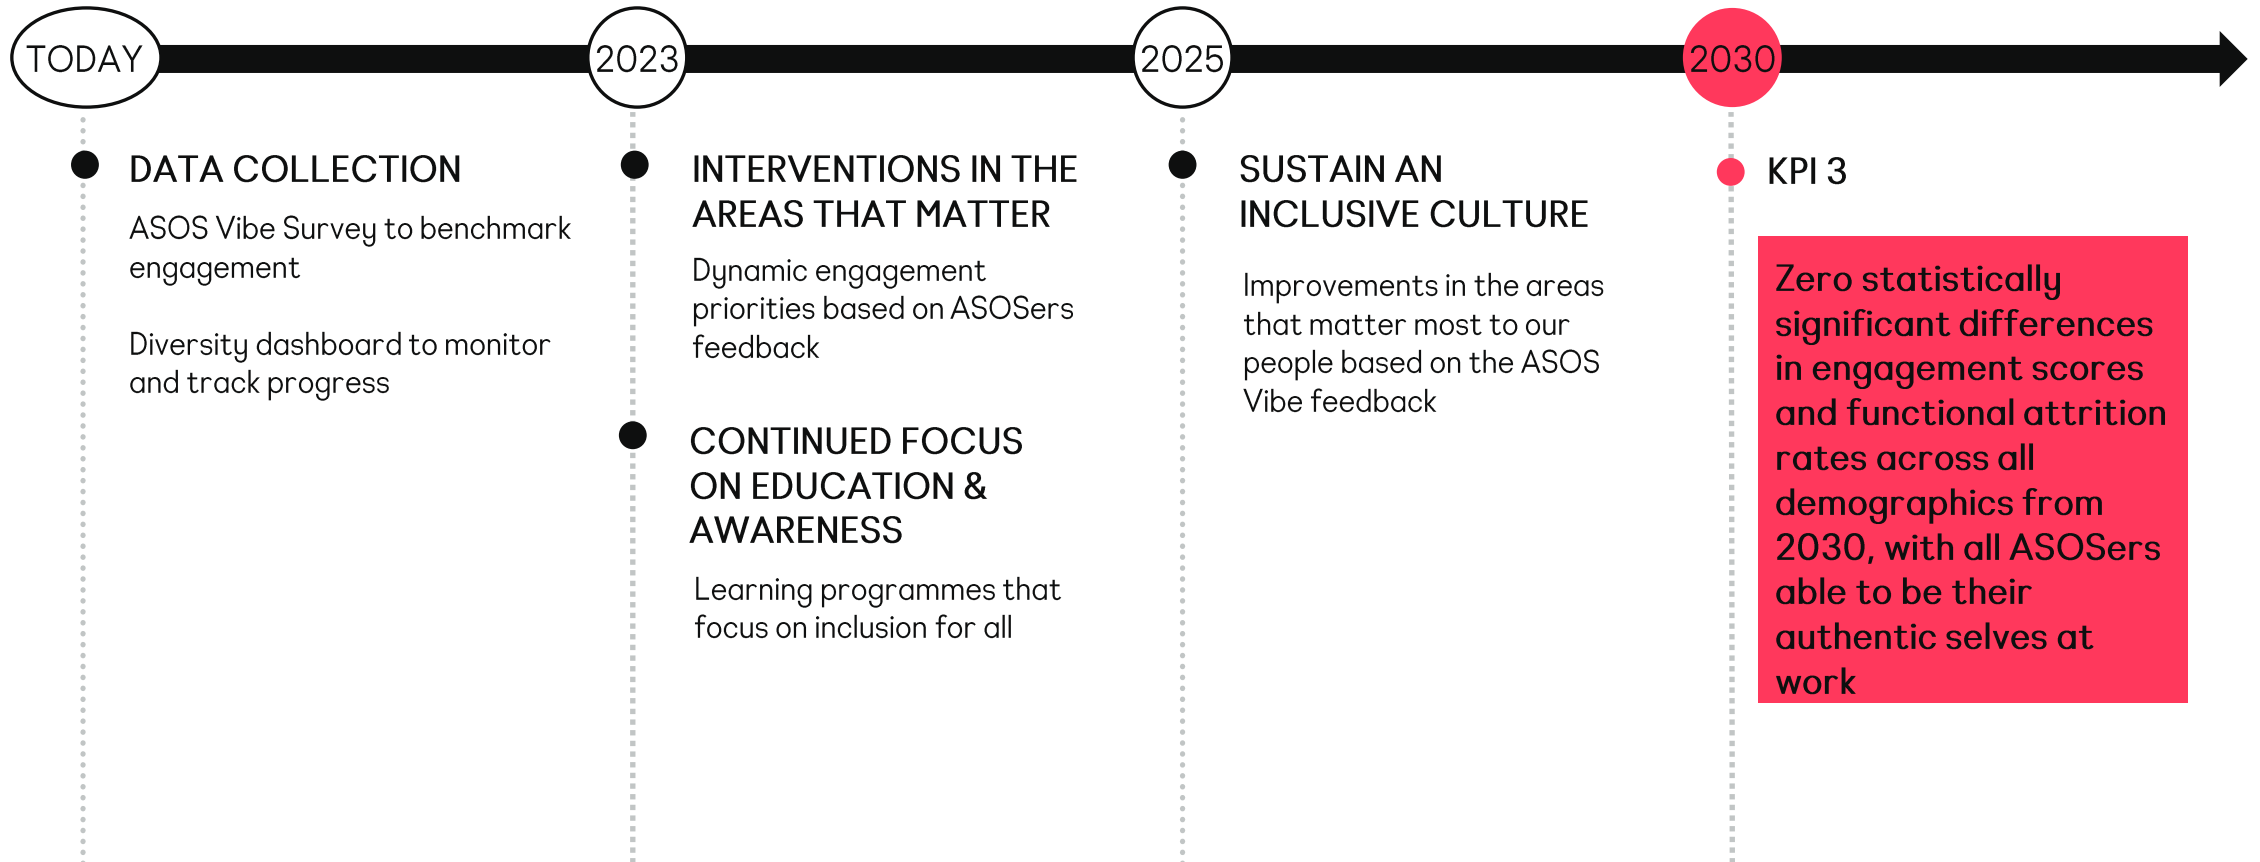 TODAY
2023
2025
2030
DATA COLLECTION
ASOS Vibe Survey to benchmark
engagement
Diversity dashboard to monitor
and track progress
INTERVENTIONS IN THE
AREAS THAT MATTER
Dynamic engagement
priorities based on ASOSers
feedback
CONTINUED FOCUS
ON EDUCATION &
AWARENESS
Learning programmes that
focus on inclusion for all
SUSTAIN AN
INCLUSIVE CULTURE
Improvements in the areas
that matter most to our
people based on the ASOS
Vibe feedback
KPI 3
Zero statistically
significant differences
in engagement scores
and functional attrition
rates across all
demographics from
2030, with all ASOSers
able to be their
authentic selves at
work